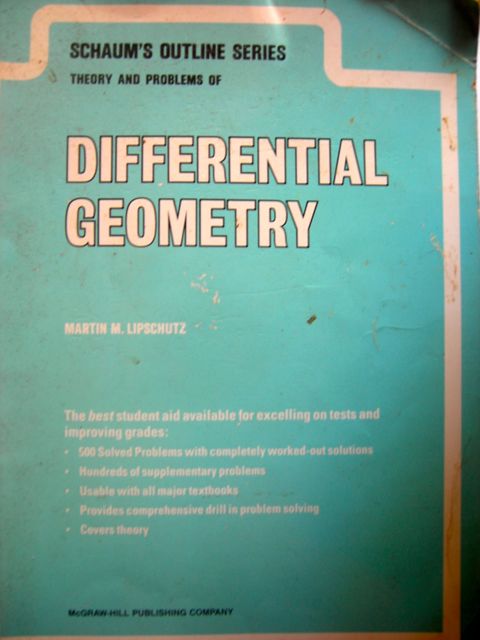 SCHAUM'S OUTLINE SERIES
THEORY AND PROBLEMS OF
DIFFERENTIAL
GEOMETRY
MARTIN M. LIPSCHUTZ
The best student aid available for excelling on tests and
improving grades:
• 500 Solved Problems with completely worked-out solutions
• Hundreds of supplementary problems
• Usable with all major textbooks
• Provides comprehensive drill in problem solving
• Covers theory
McGRAW-HILL PUBLISHING COMPANY